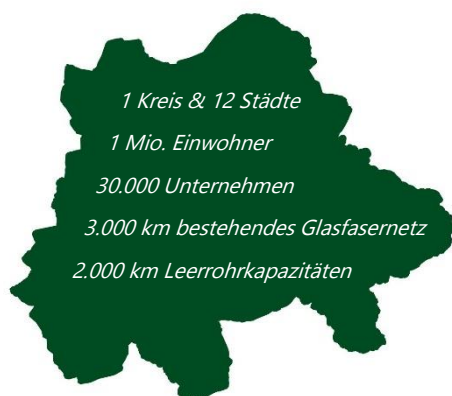 1 Kreis & 12 Städte
1 Mio. Einwohner
30.000 Unternehmen
3.000 km bestehendes Glasfasernetz
2.000 km Leerrohrkapazitäten